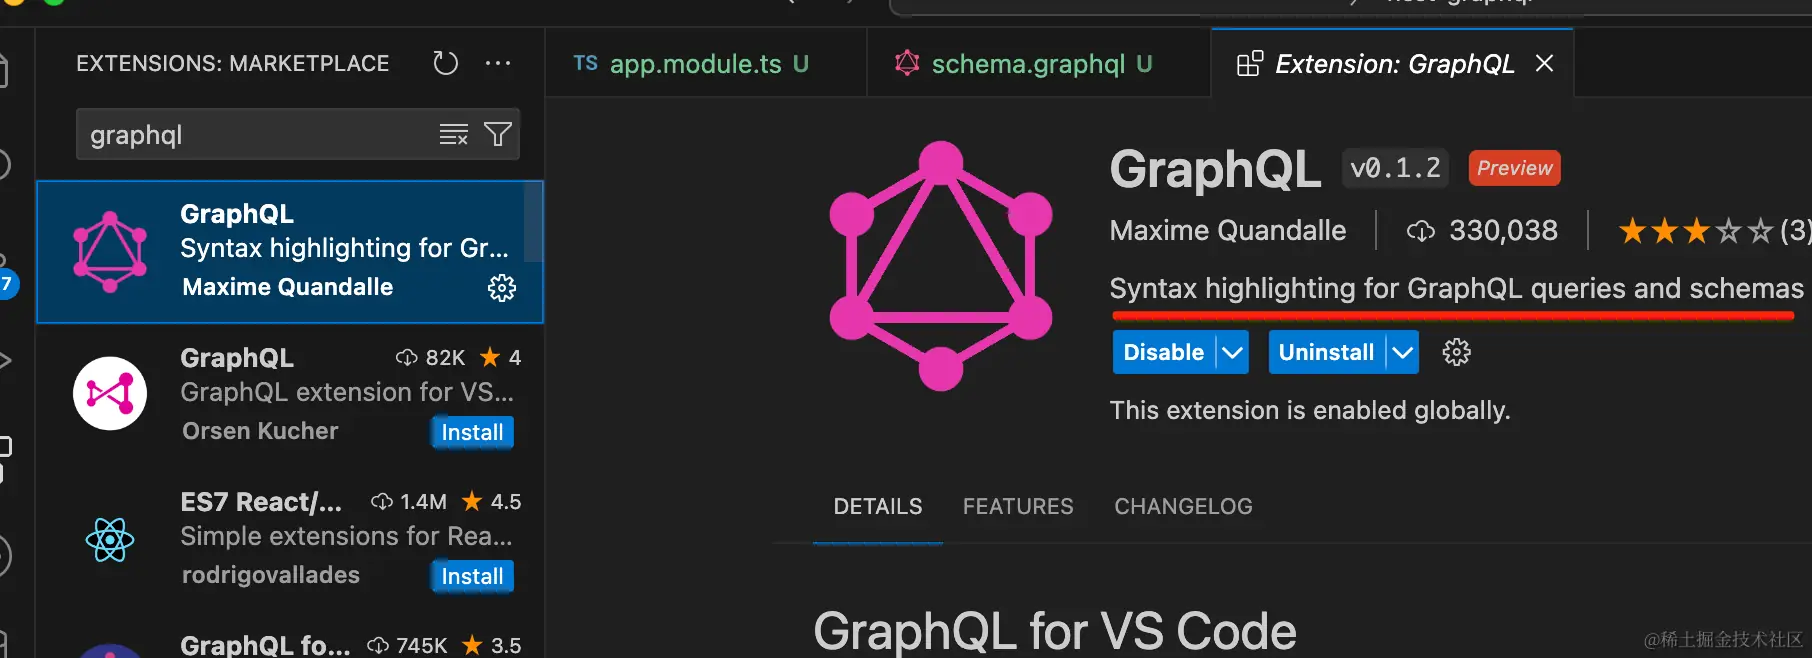 EXTENSIONS: MARKETPLACE
graphql
GraphQL
Syntax highlighting for Gr...
Maxime Quandalle
GraphQL 82K 4
GraphQL extension for VS...
Orsen Kucher Install
ES7 React/... 1.4M 4.5
Simple extensions for Rea...
rodrigovallades Install
GraphQL fo... 745K 3.5
7
TS app.module.ts U
schema.graphql U
Extension: GraphQL
GraphQL v0.1.2 Preview
Maxime Quandalle 330,038 (3)
Syntax highlighting for GraphQL queries and schemas
Disable Uninstall
This extension is enabled globally.
DETAILS FEATURES CHANGELOG
GraphQL for VS Code
@稀土掘金技术社区